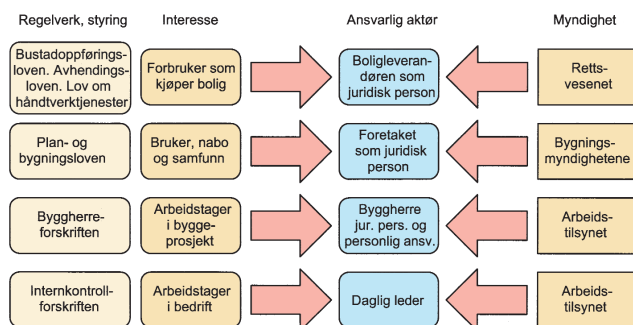 Regelverk, styring
Interesse
Ansvarlig aktør
Myndighet
Bustadoppførings-
loven. Avhendings-
loven. Lov om
håndtverktjenester
Forbruker som
kjøper bolig
Boligleveran-
døren som
juridisk person
Retts-
vesenet
Plan- og
bygningsloven
Bruker, nabo
og samfunn
Foretaket
som juridisk
person
Bygnings-
myndighetene
Byggherre-
forskriften
Arbeidstager
i bygge-
prosjekt
Byggherre
jur. pers. og
personlig ansv.
Arbeids-
tilsynet
Internkontroll-
forskriften
Arbeidstager
i bedrift
Daglig leder
Arbeids-
tilsynet